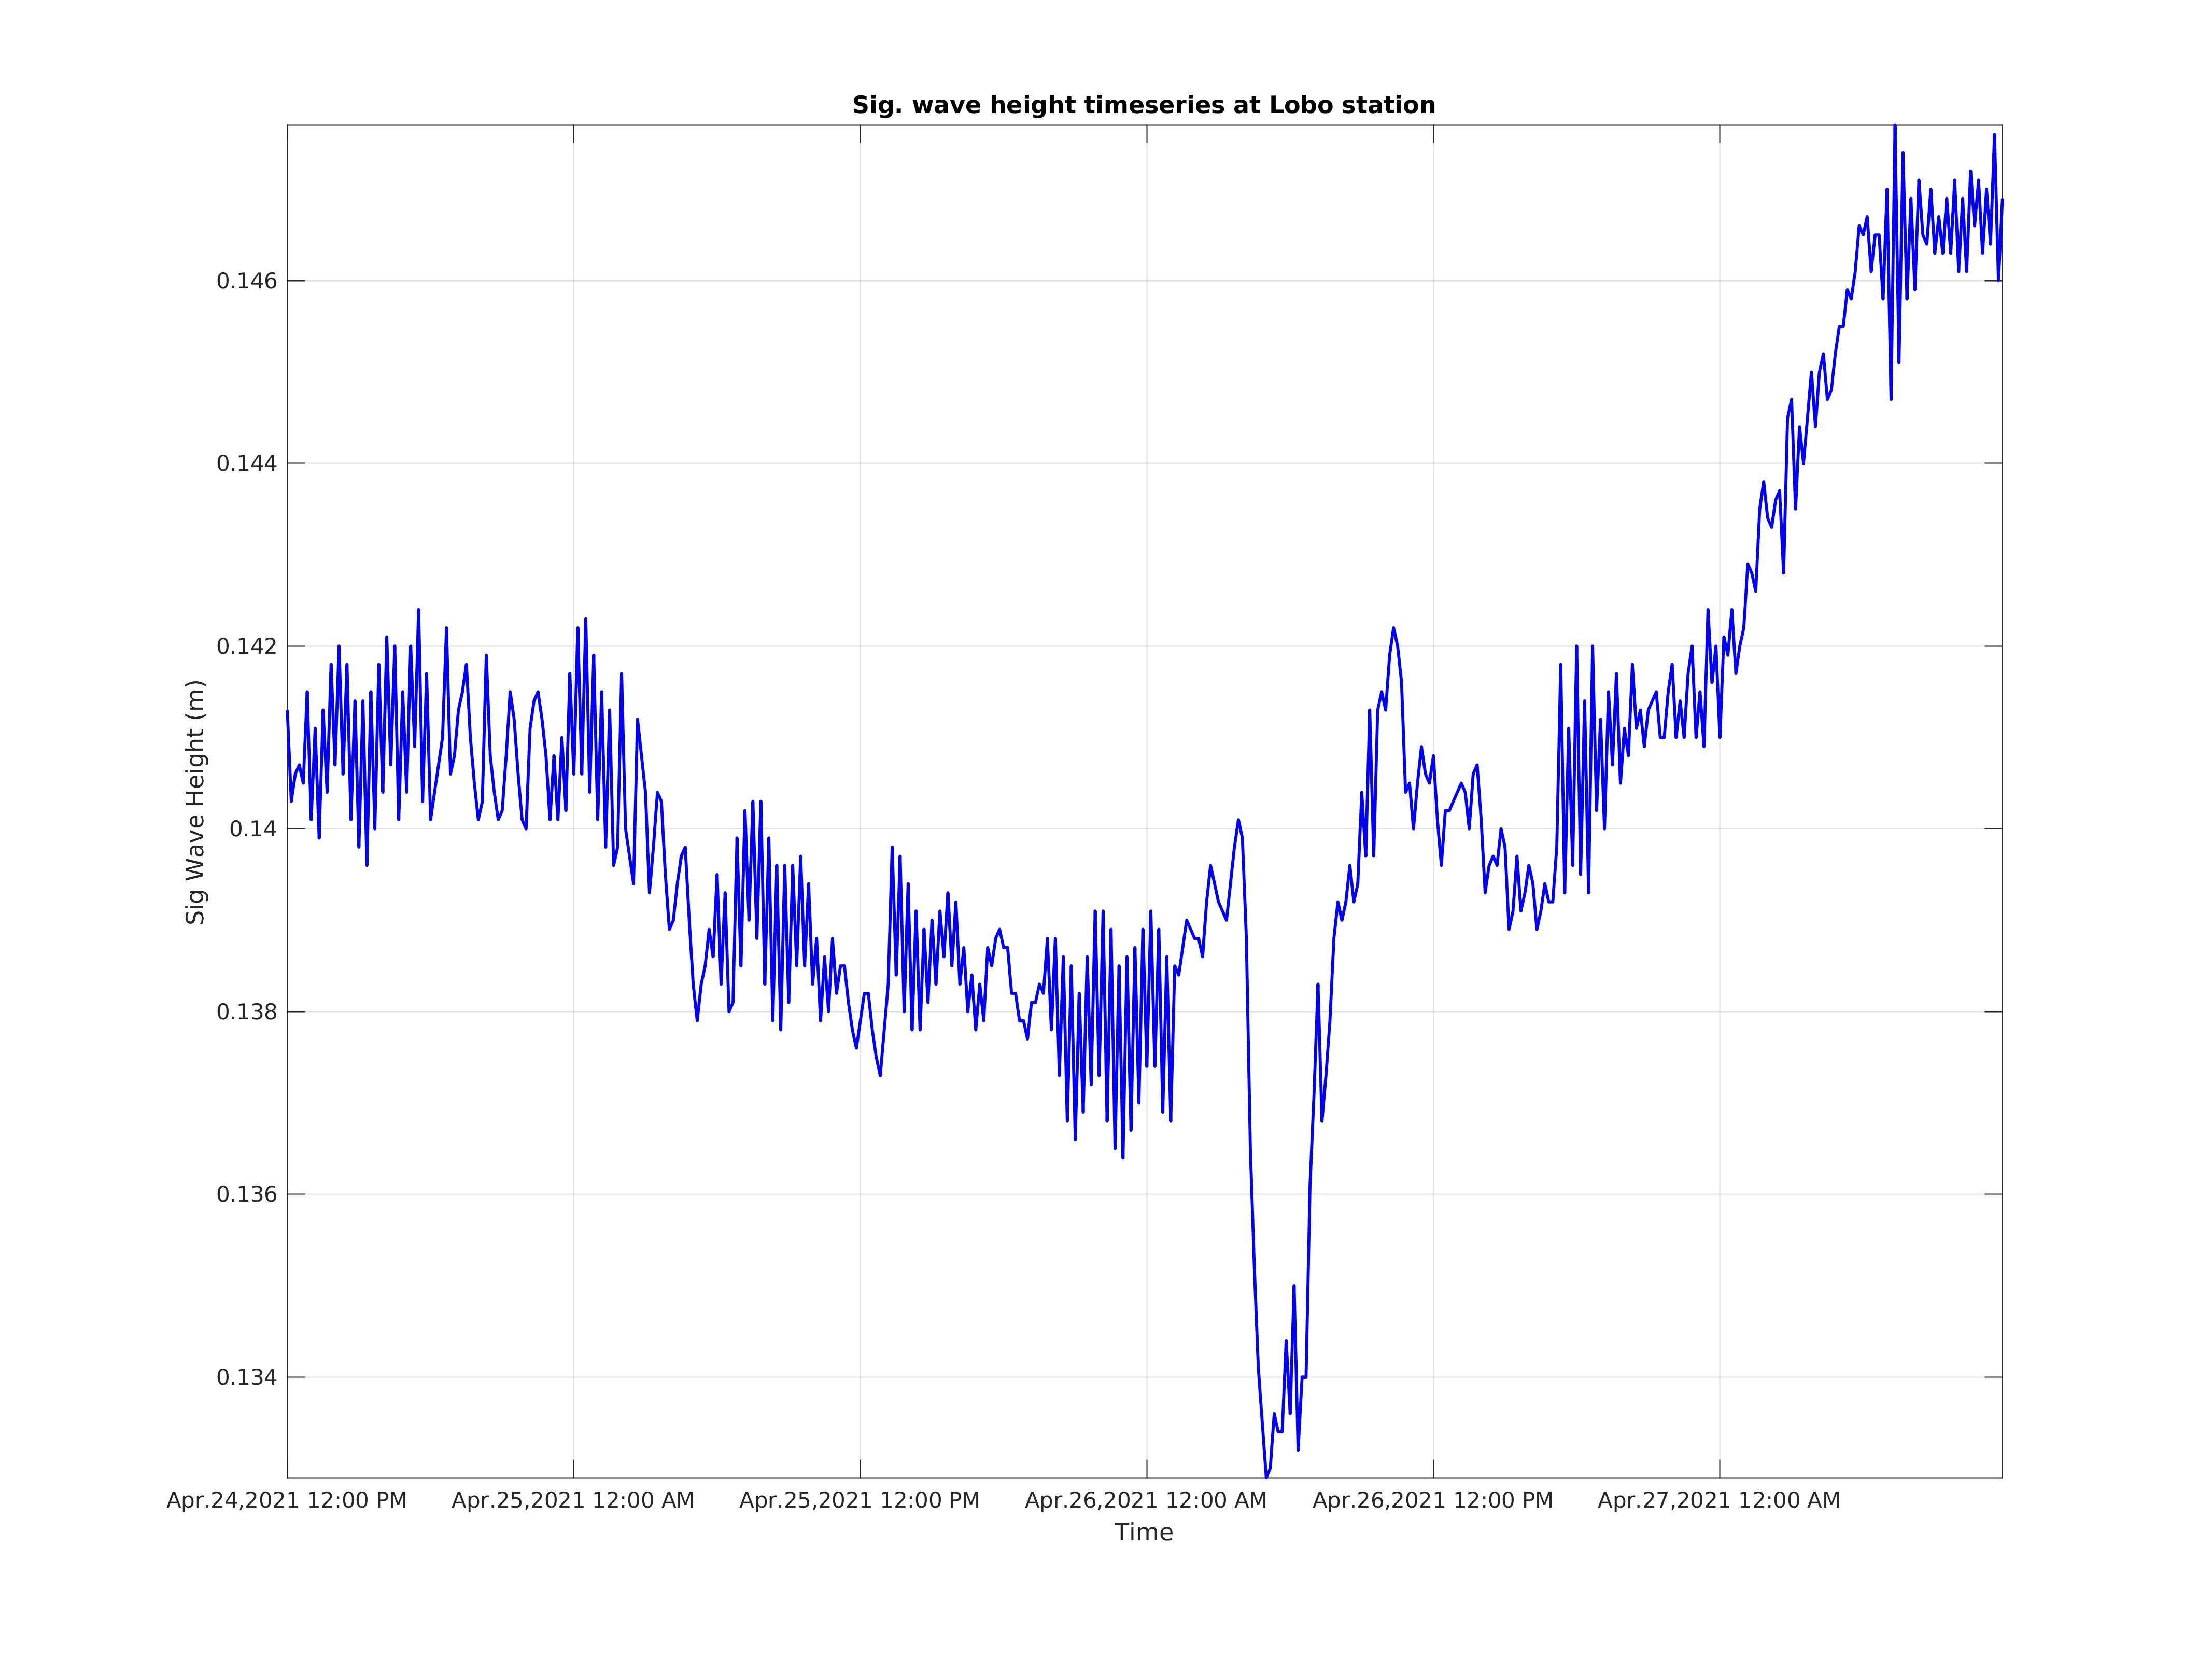 Sig. wave height timeseries at Lobo station
Sig Wave Height (m)
0.146
0.144
0.142
0.14
0.138
0.136
0.134
Apr.24,2021 12:00 PM Apr.25,2021 12:00 AM Apr.25,2021 12:00 PM Apr.26,2021 12:00 AM Apr.26,2021 12:00 PM Apr.27,2021 12:00 AM
Time